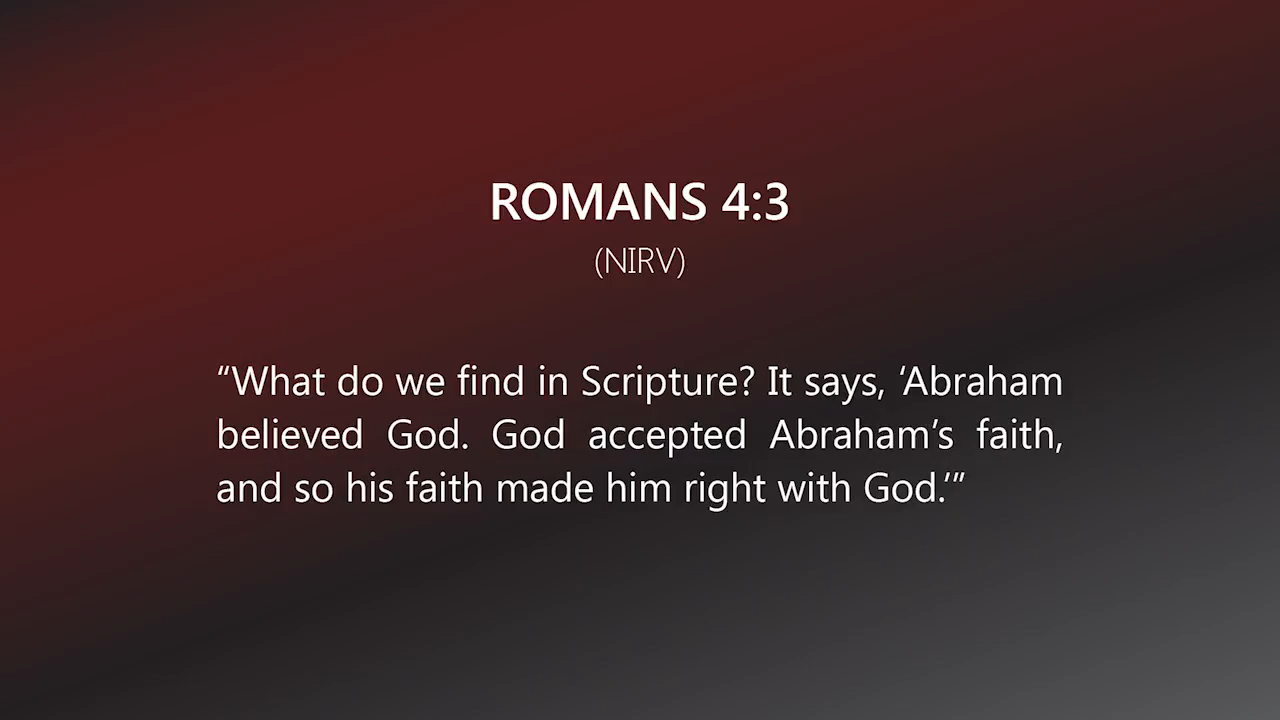 ROMANS 4:3
(NIRV)
“What do we find in Scripture? It says, ‘Abraham
believed God. God accepted Abraham’s faith,
and so his faith made him right with God.’”